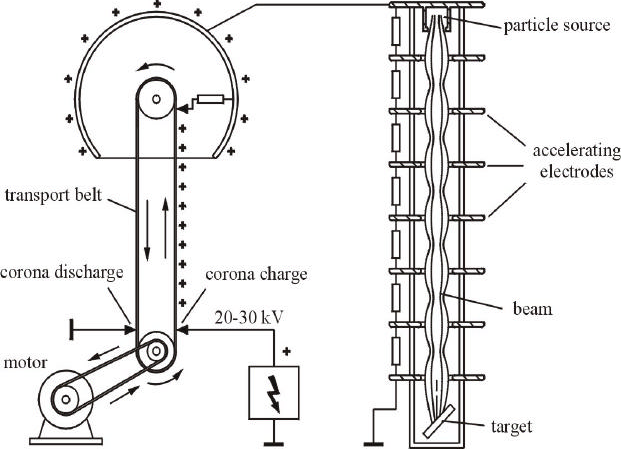 particle source
accelerating
electrodes
transport belt
corona discharge
corona charge
20-30 kV
beam
motor
target